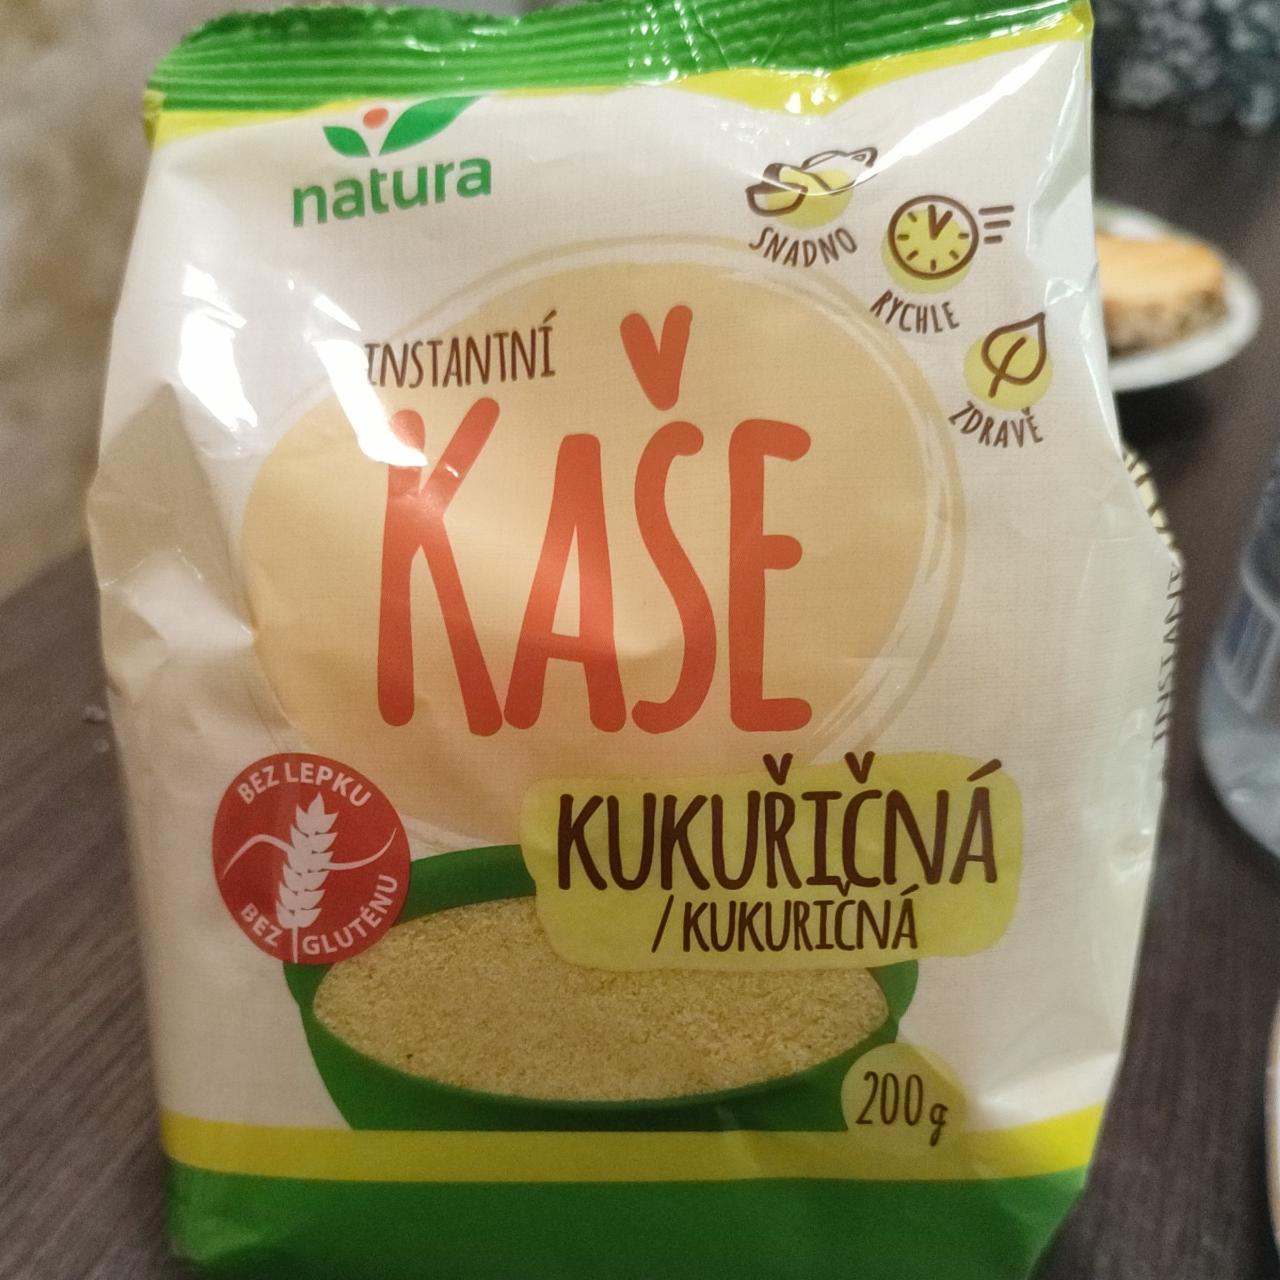 natura
SNADNO
RYCHLE
ZDRAVĚ
INSTANTNÍ
KAŠE
BEZ LEPKU
BEZ GLUTÉNU
KUKUŘIČNÁ
/KUKURIČNÁ
200g